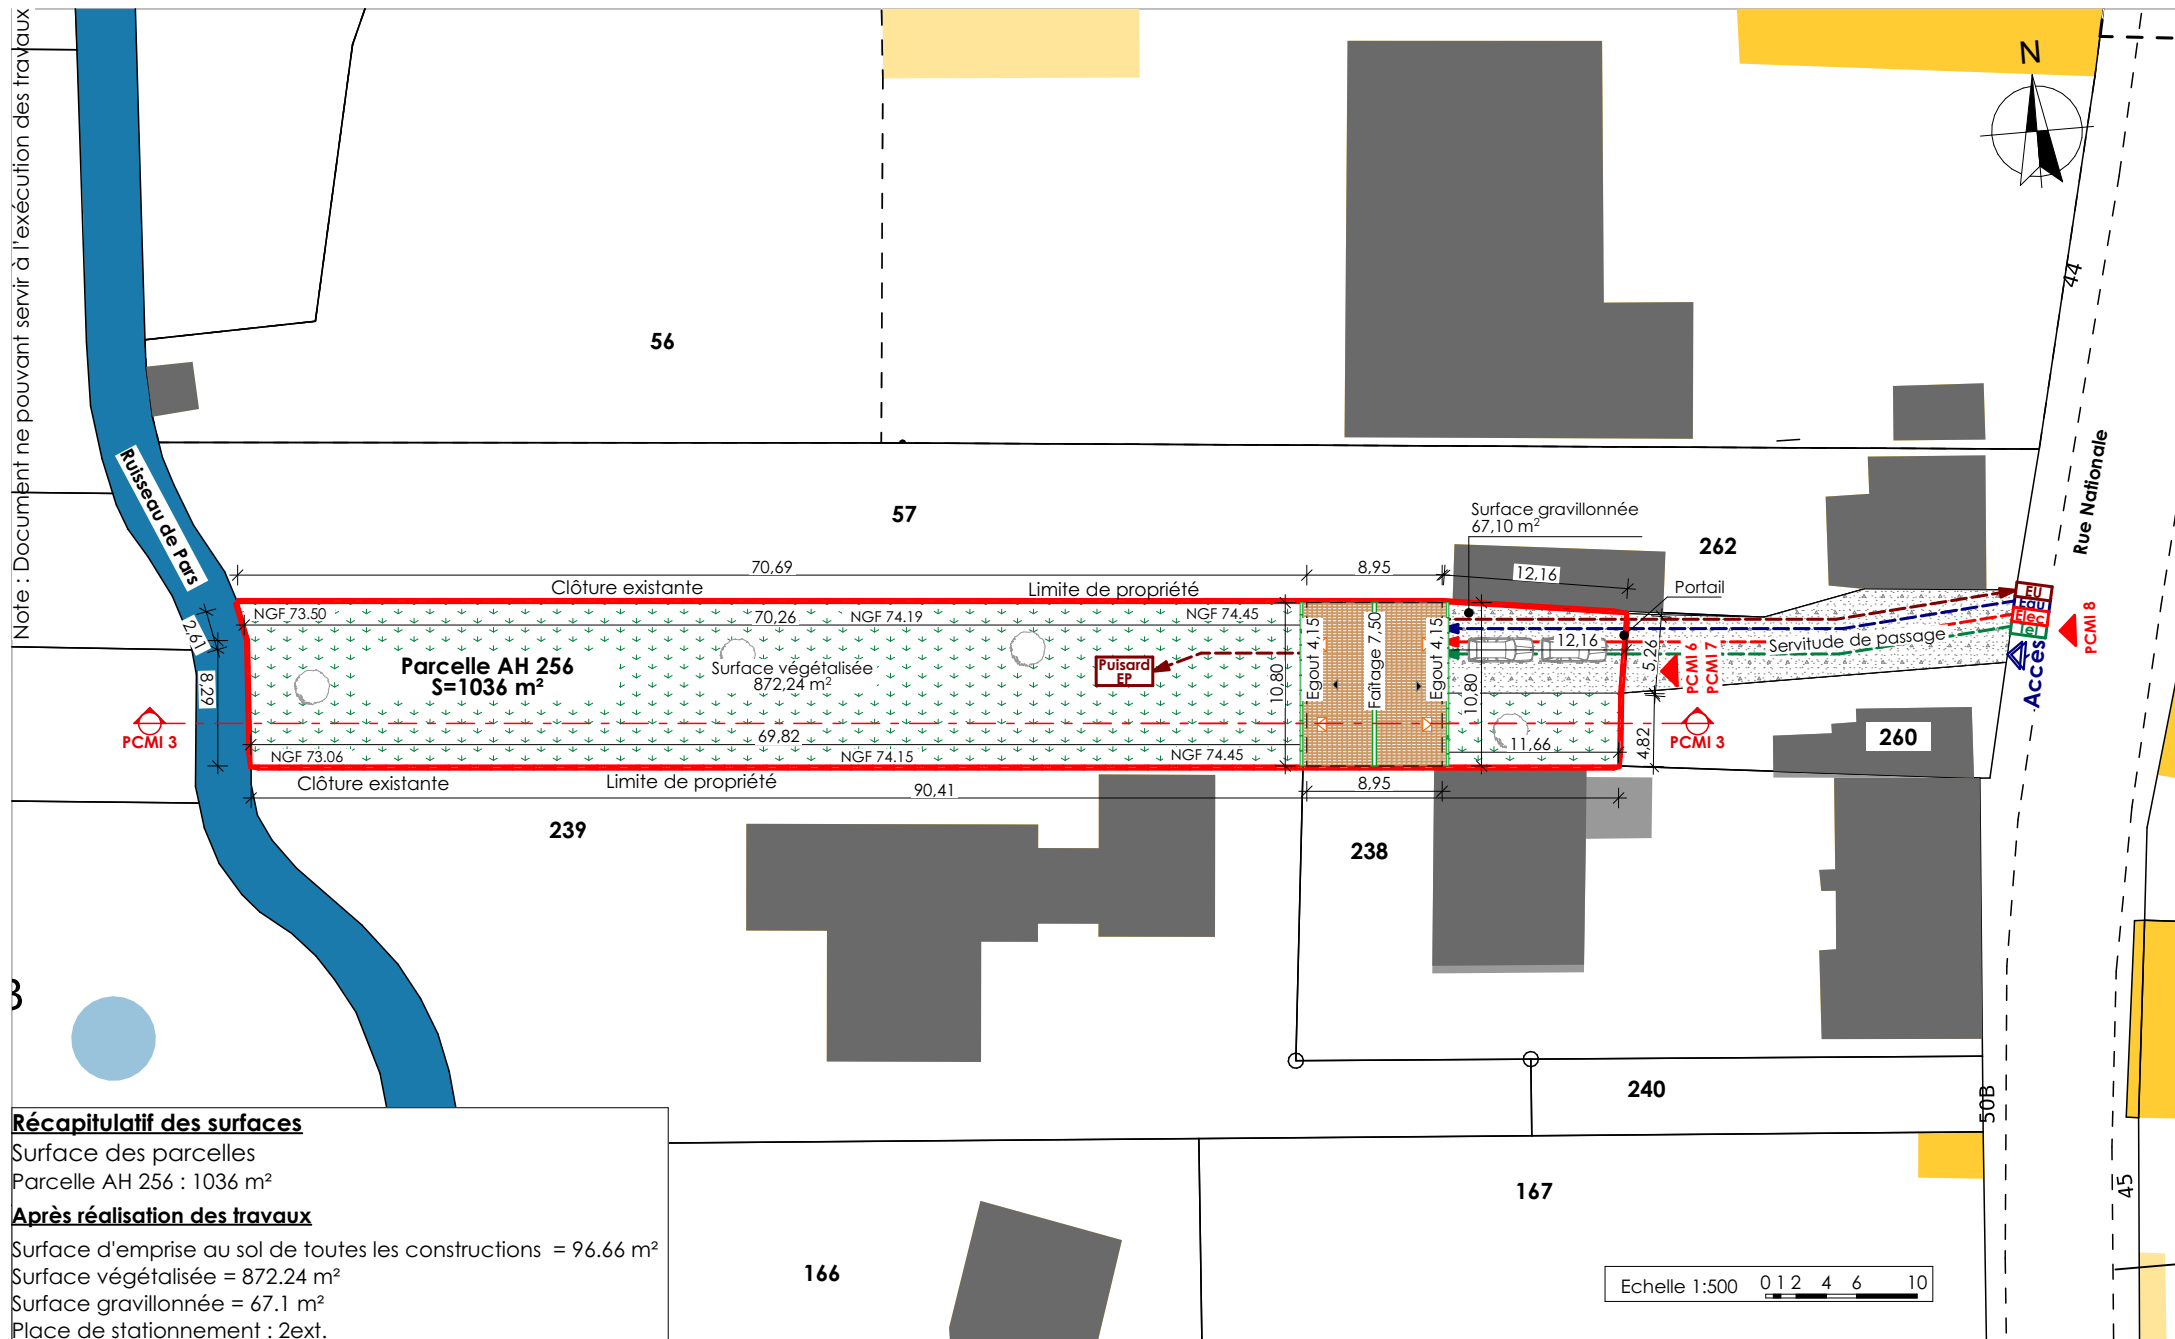 Note : Document ne pouvant servir à l'exécution des travaux
N
44
56
Ruisseau de Pars
57
Surface gravillonnée
67,10 m²
262
Rue Nationale
70,69
8,95
12,16
Clôture existante
Limite de propriété
Portail
EU
Eau
Elec
Tel
PCMI 8
NGF 73.50
70,26
NGF 74.19
NGF 74.45
2,61
Parcelle AH 256
S=1036 m²
Surface végétalisée
872,24 m²
Puisard
EP
10,80
Egout 4,15
Faîtage 7.50
Egout 4,15
10,80
12,16
5,26
PCMI 6
PCMI 7
Servitude de passage
Accès
8,29
PCMI 3
69,82
11,66
4,82
PCMI 3
260
NGF 73.06
NGF 74.15
NGF 74.45
Clôture existante
Limite de propriété
90,41
8,95
239
238
240
50B
45
167
166
Récapitulatif des surfaces
Surface des parcelles
Parcelle AH 256 : 1036 m²
Après réalisation des travaux
Surface d'emprise au sol de toutes les constructions = 96.66 m²
Surface végétalisée = 872.24 m²
Surface gravillonnée = 67.1 m²
Place de stationnement : 2ext.
Echelle 1:500
0 1 2 4 6 10